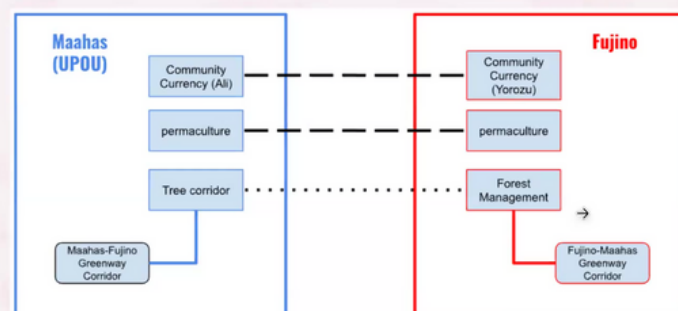 Maahas
(UPOU)
Community
Currency (Ali)
permaculture
Tree corridor
Maahas-Fujino
Greenway
Corridor
Fujino
Community
Currency
(Yorozu)
permaculture
Forest
Management
Fujino-Maahas
Greenway
Corridor